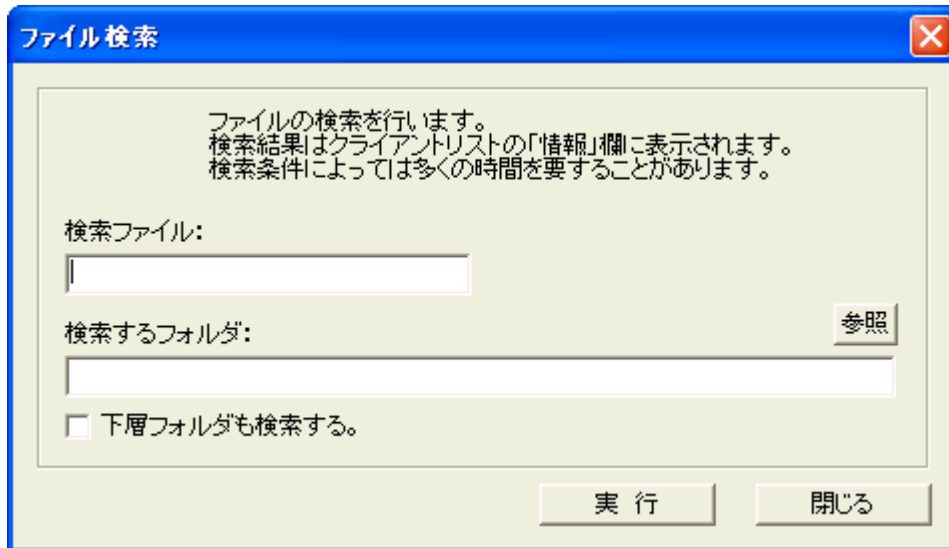 ファイル検索
ファイルの検索を行います。
検索結果はクライアントリストの「情報」欄に表示されます。
検索条件によっては多くの時間を要することがあります。
検索ファイル:
検索するフォルダ:
参照
下層フォルダも検索する。
実 行
閉じる